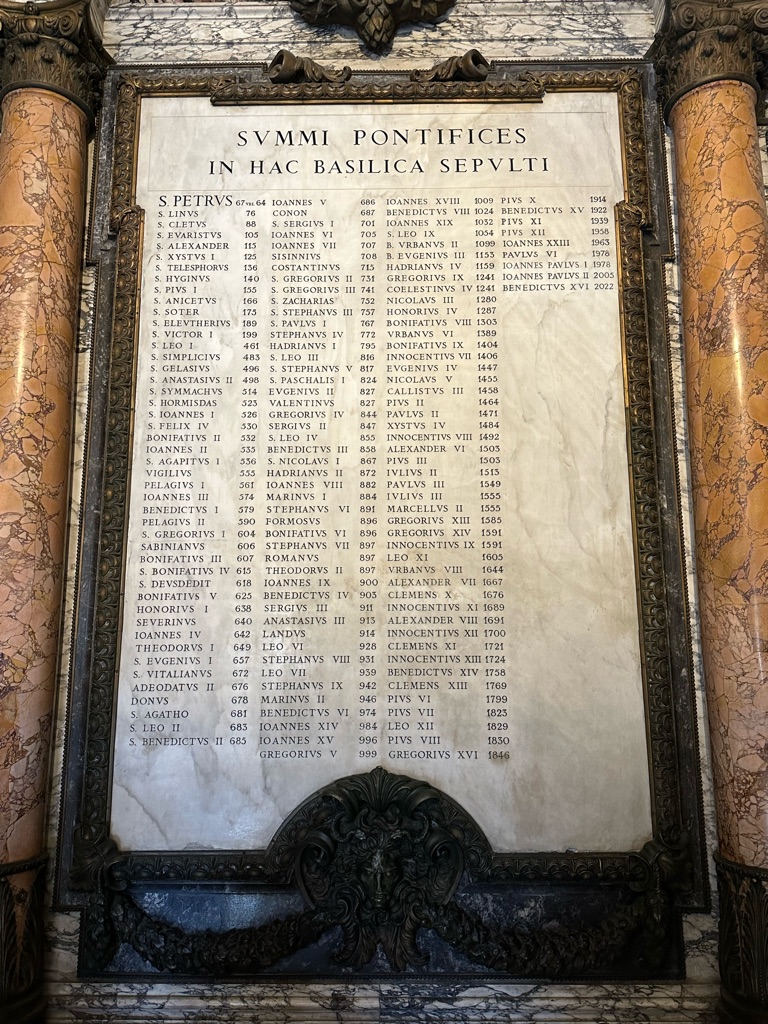 SVMMI PONTIFICES
IN HAC BASILICA SEPVLTI
S. PETRVS 67 VEL 64
S. LINVS 76
S. CLETVS 88
S. EVARISTVS 105
S. ALEXANDER 115
S. XYSTVS I 125
S. TELESPHORVS 136
S. HYGINVS 140
S. PIVS I 155
S. ANICETVS 166
S. SOTER 175
S. ELEVTHERIVS 189
S. VICTOR I 199
S. LEO I 461
S. SIMPLICIVS 483
S. GELASIVS 496
S. ANASTASIVS II 498
S. SYMMACHVS 514
S. HORMISDAS 523
S. IOANNES I 526
S. FELIX IV 530
BONIFATIVS II 532
IOANNES II 535
S. AGAPITVS I 536
VIGILIVS 555
PELAGIVS I 561
IOANNES III 574
BENEDICTVS I 579
PELAGIVS II 590
S. GREGORIVS I 604
SABINIANVS 606
BONIFATIVS III 607
S. BONIFATIVS IV 615
S. DEVSDEDIT 618
BONIFATIVS V 625
HONORIVS I 638
SEVERINVS 640
IOANNES IV 642
THEODORVS I 649
S. EVGENIVS I 657
S. VITALIANVS 672
ADEODATVS II 676
DONVS 678
S. AGATHO 681
S. LEO II 683
S. BENEDICTVS II 685
IOANNES V 686
CONON 687
S. SERGIVS I 701
IOANNES VI 705
IOANNES VII 707
SISINNIVS 708
COSTANTINVS 715
S. GREGORIVS II 731
S. GREGORIVS III 741
S. ZACHARIAS 752
S. STEPHANVS III 757
S. PAVLVS I 767
STEPHANVS IV 772
HADRIANVS I 795
S. LEO III 816
S. STEPHANVS V 817
S. PASCHALIS I 824
EVGENIVS II 827
VALENTINVS 827
GREGORIVS IV 844
SERGIVS II 847
S. LEO IV 855
BENEDICTVS III 858
S. NICOLAVS I 867
HADRIANVS II 872
IOANNES VIII 882
MARINVS I 884
STEPHANVS VI 891
FORMOSVS 896
BONIFATIVS VI 896
STEPHANVS VII 897
ROMANVS 897
THEODORVS II 897
IOANNES IX 900
BENEDICTVS IV 903
SERGIVS III 911
ANASTASIVS III 913
LANDVS 914
LEO VI 928
STEPHANVS VIII 931
LEO VII 939
STEPHANVS IX 942
MARINVS II 946
BENEDICTVS VI 974
IOANNES XIV 984
IOANNES XV 996
GREGORIVS V 999
IOANNES XVIII 1009
BENEDICTVS VIII 1024
IOANNES XIX 1032
S. LEO IX 1054
B. VRBANVS II 1099
B. EVGENIVS III 1153
HADRIANV IV 1159
GREGORIVS IX 1241
COELESTINVS IV 1241
NICOLAVS III 1280
HONORIVS IV 1287
BONIFATIVS VIII 1303
VRBANVS VI 1389
BONIFATIVS IX 1404
INNOCENTIVS VII 1406
EVGENIVS IV 1447
NICOLAVS V 1455
CALLISTVS III 1458
PIVS II 1464
PAVLVS II 1471
XYSTVS IV 1484
INNOCENTIVS VIII 1492
ALEXANDER VI 1503
PIVS III 1503
IVLIVS II 1513
PAVLVS III 1549
IVLIVS III 1555
MARCELLVS II 1555
GREGORIVS XIII 1585
GREGORIVS XIV 1591
INNOCENTIVS IX 1591
LEO XI 1605
VRBANVS VIII 1644
ALEXANDER VII 1667
CLEMENS X 1676
INNOCENTIVS XI 1689
ALEXANDER VIII 1691
INNOCENTIVS XII 1700
CLEMENS XI 1721
INNOCENTIVS XIII 1724
BENEDICTVS XIV 1758
CLEMENS XIII 1769
PIVS VI 1799
PIVS VII 1823
LEO XII 1829
PIVS VIII 1830
GREGORIVS XVI 1846
PIVS X 1914
BENEDICTVS XV 1922
PIVS XI 1939
PIVS XII 1958
IOANNES XXIII 1963
PAVLVS VI 1978
IOANNES PAVLVS I 1978
IOANNES PAVLVS II 2005
BENEDICTVS XVI 2022